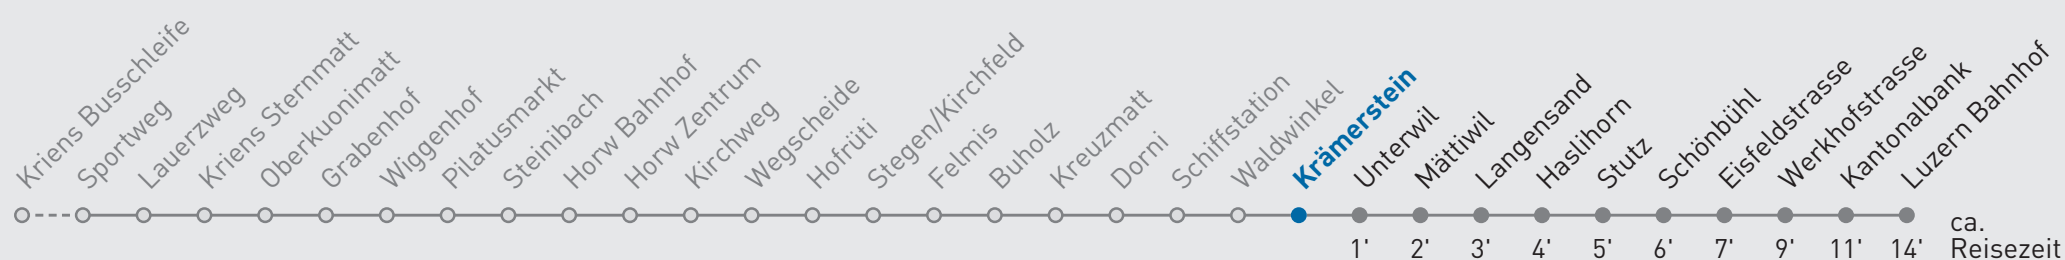 Kriens Busschleife
Sportweg
Lauerzweg
Kriens Sternmatt
Oberkuonimatt
Grabenhof
Wiggenhof
Pilatusmarkt
Steinibach
Horw Bahnhof
Horw Zentrum
Kirchweg
Wegscheide
Hofrüti
Stegen/Kirchfeld
Felmis
Buholz
Kreuzmatt
Dorni
Schiffstation
Waldwinkel
Krämerstein
Unterwil
Mättiwil
Langensand
Haslihorn
Stutz
Schönbühl
Eisfeldstrasse
Werkhofstrasse
Kantonalbank
Luzern Bahnhof
1' 2' 3' 4' 5' 6' 7' 9' 11' 14'
ca.
Reisezeit